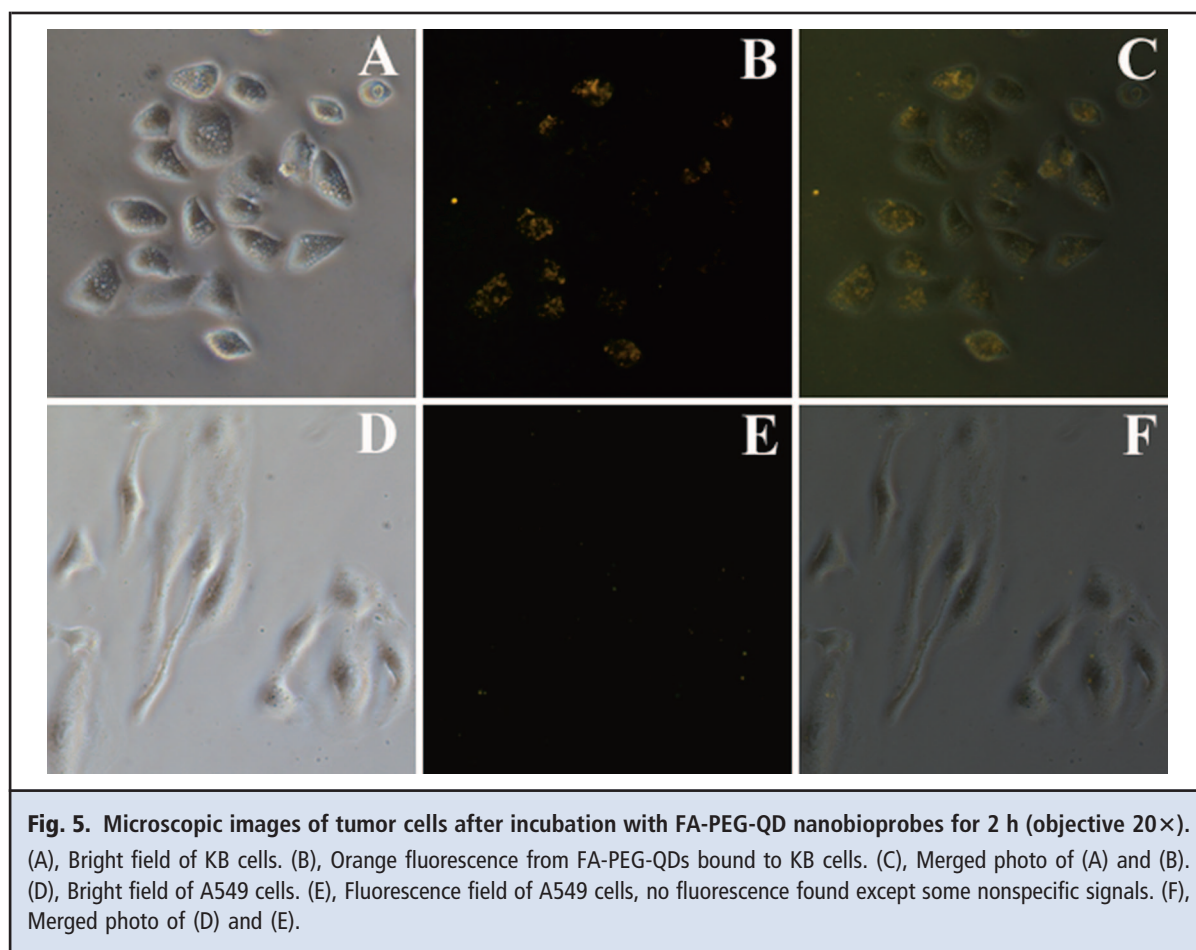 A
B
C
D
E
F
Fig. 5. Microscopic images of tumor cells after incubation with FA-PEG-QD nanobioprobes for 2 h (objective 20×).
(A), Bright field of KB cells. (B), Orange fluorescence from FA-PEG-QDs bound to KB cells. (C), Merged photo of (A) and (B).
(D), Bright field of A549 cells. (E), Fluorescence field of A549 cells, no fluorescence found except some nonspecific signals. (F),
Merged photo of (D) and (E).